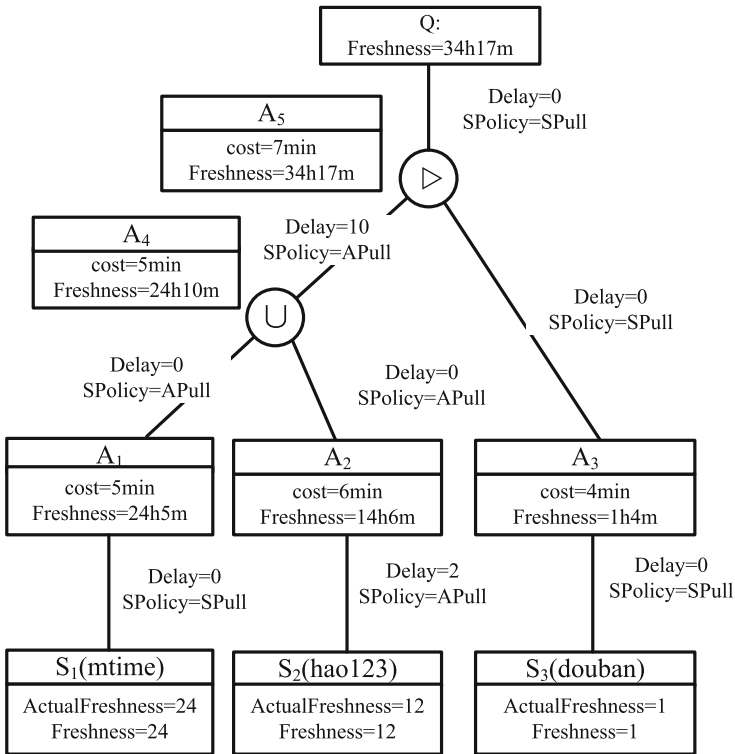 Q:
Freshness=34h17m
Delay=0
SPolicy=SPull
A₅
cost=7min
Freshness=34h17m
Delay=10
SPolicy=APull
A₄
cost=5min
Freshness=24h10m
∪
Delay=0
SPolicy=SPull
Delay=0
SPolicy=APull
Delay=0
SPolicy=APull
A₁
cost=5min
Freshness=24h5m
A₂
cost=6min
Freshness=14h6m
A₃
cost=4min
Freshness=1h4m
Delay=0
SPolicy=SPull
Delay=2
SPolicy=APull
Delay=0
SPolicy=SPull
S₁(mtime)
ActualFreshness=24
Freshness=24
S₂(hao123)
ActualFreshness=12
Freshness=12
S₃(douban)
ActualFreshness=1
Freshness=1